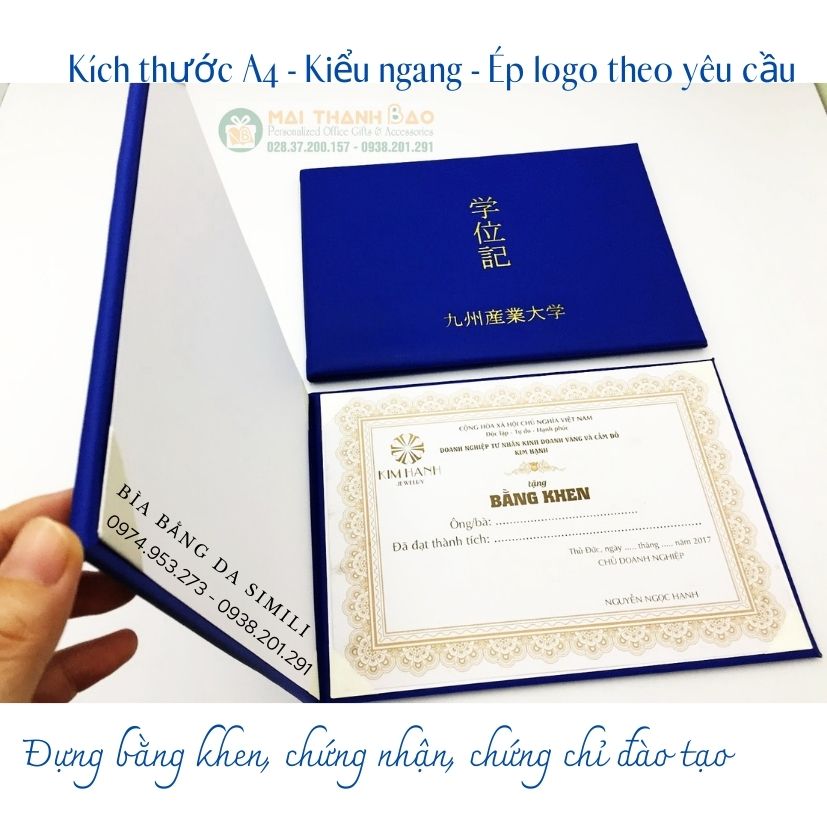 Kích thước A4 - Kiểu ngang - Ép logo theo yêu cầu
MAI THANH BAO
Personalized Office Gifts & Accessories
028.37.200.157 - 0938.201.291
学位記
九州産業大学
CỘNG HÒA XÃ HỘI CHỦ NGHĨA VIỆT NAM
Độc lập - Tự do - Hạnh phúc
DOANH NGHIỆP TƯ NHÂN KINH DOANH VÀNG VÀ CẦM ĐỒ
KIM HẠNH
KIM HANH
JEWELRY
tặng
BẰNG KHEN
Ông/bà: ........................................
Đã đạt thành tích: ........................................................
Thủ Đức, ngày ..... tháng ..... năm 2017
CHỦ DOANH NGHIỆP
NGUYỄN NGỌC HẠNH
BÌA BẰNG DA SIMILI
0974.953.273 - 0938.201.291
Đựng bằng khen, chứng nhận, chứng chỉ đào tạo